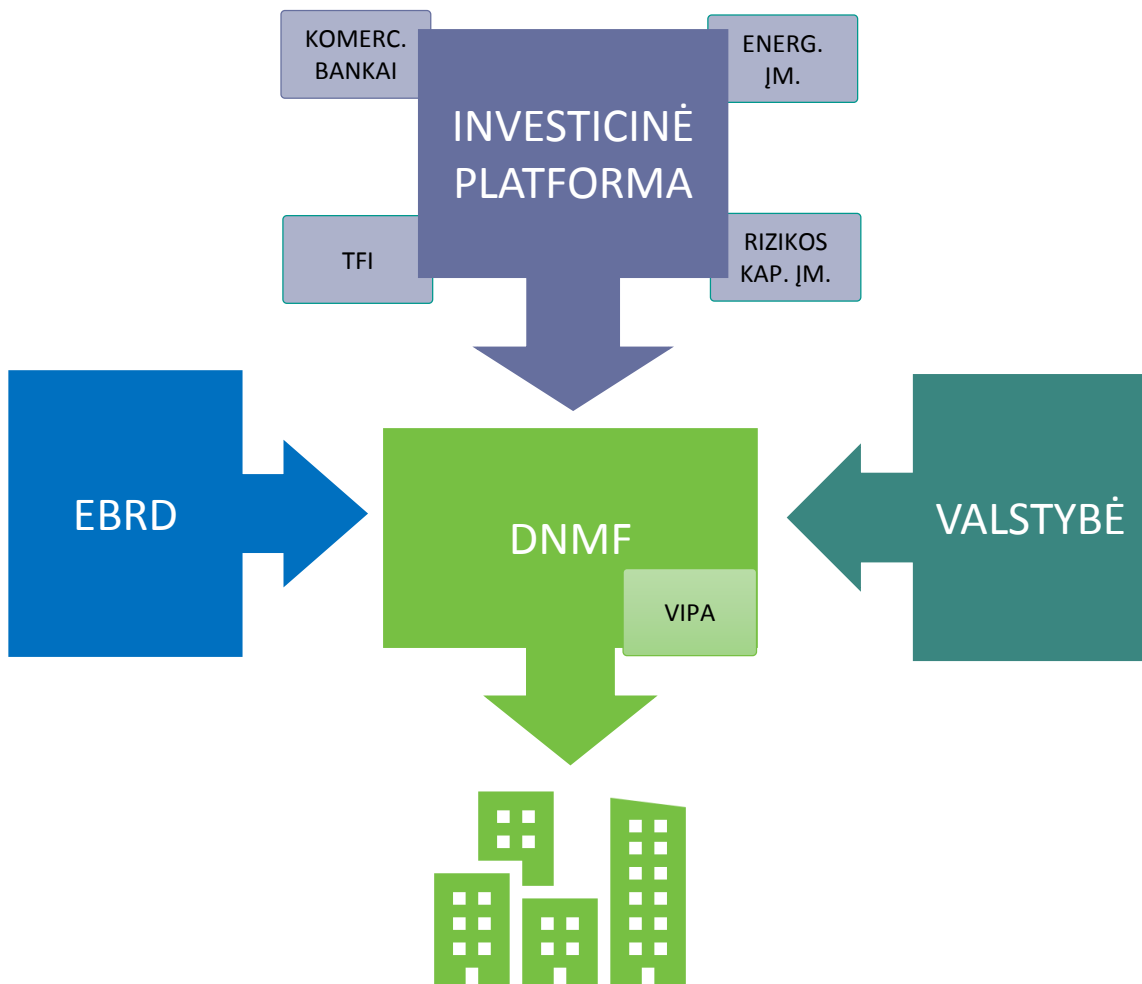 KOMERC.
BANKAI
ENERG.
ĮM.
INVESTICINĖ
PLATFORMA
TFI
RIZIKOS
KAP. ĮM.
EBRD
DNMF
VALSTYBĖ
VIPA